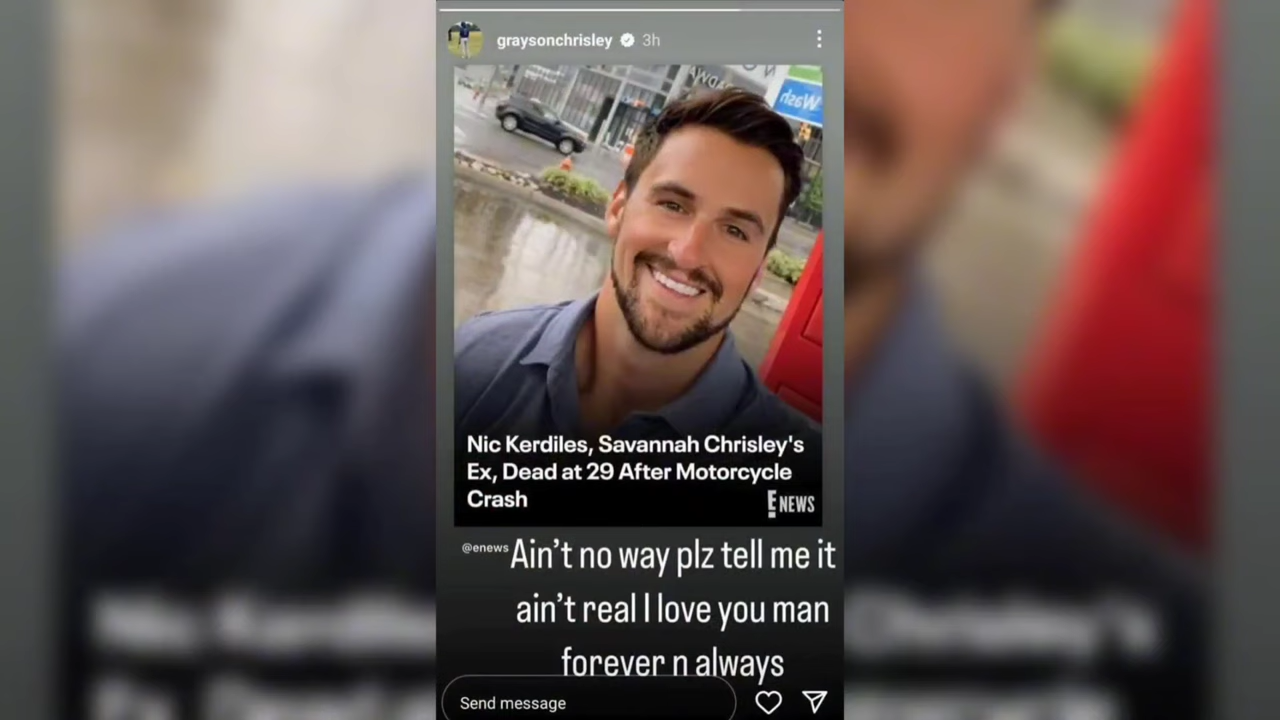 graysonchrisley 3h
Wash
Nic Kerdiles, Savannah Chrisley's
Ex, Dead at 29 After Motorcycle
Crash
E NEWS
@enews
Ain't no way plz tell me it
ain't real I love you man
forever n always
Send message